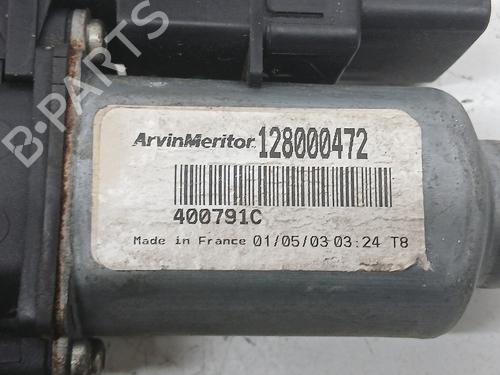 B-PARTS
ArvinMeritor. 128000472
400791C
Made in France 01/05/03 03:24 T8